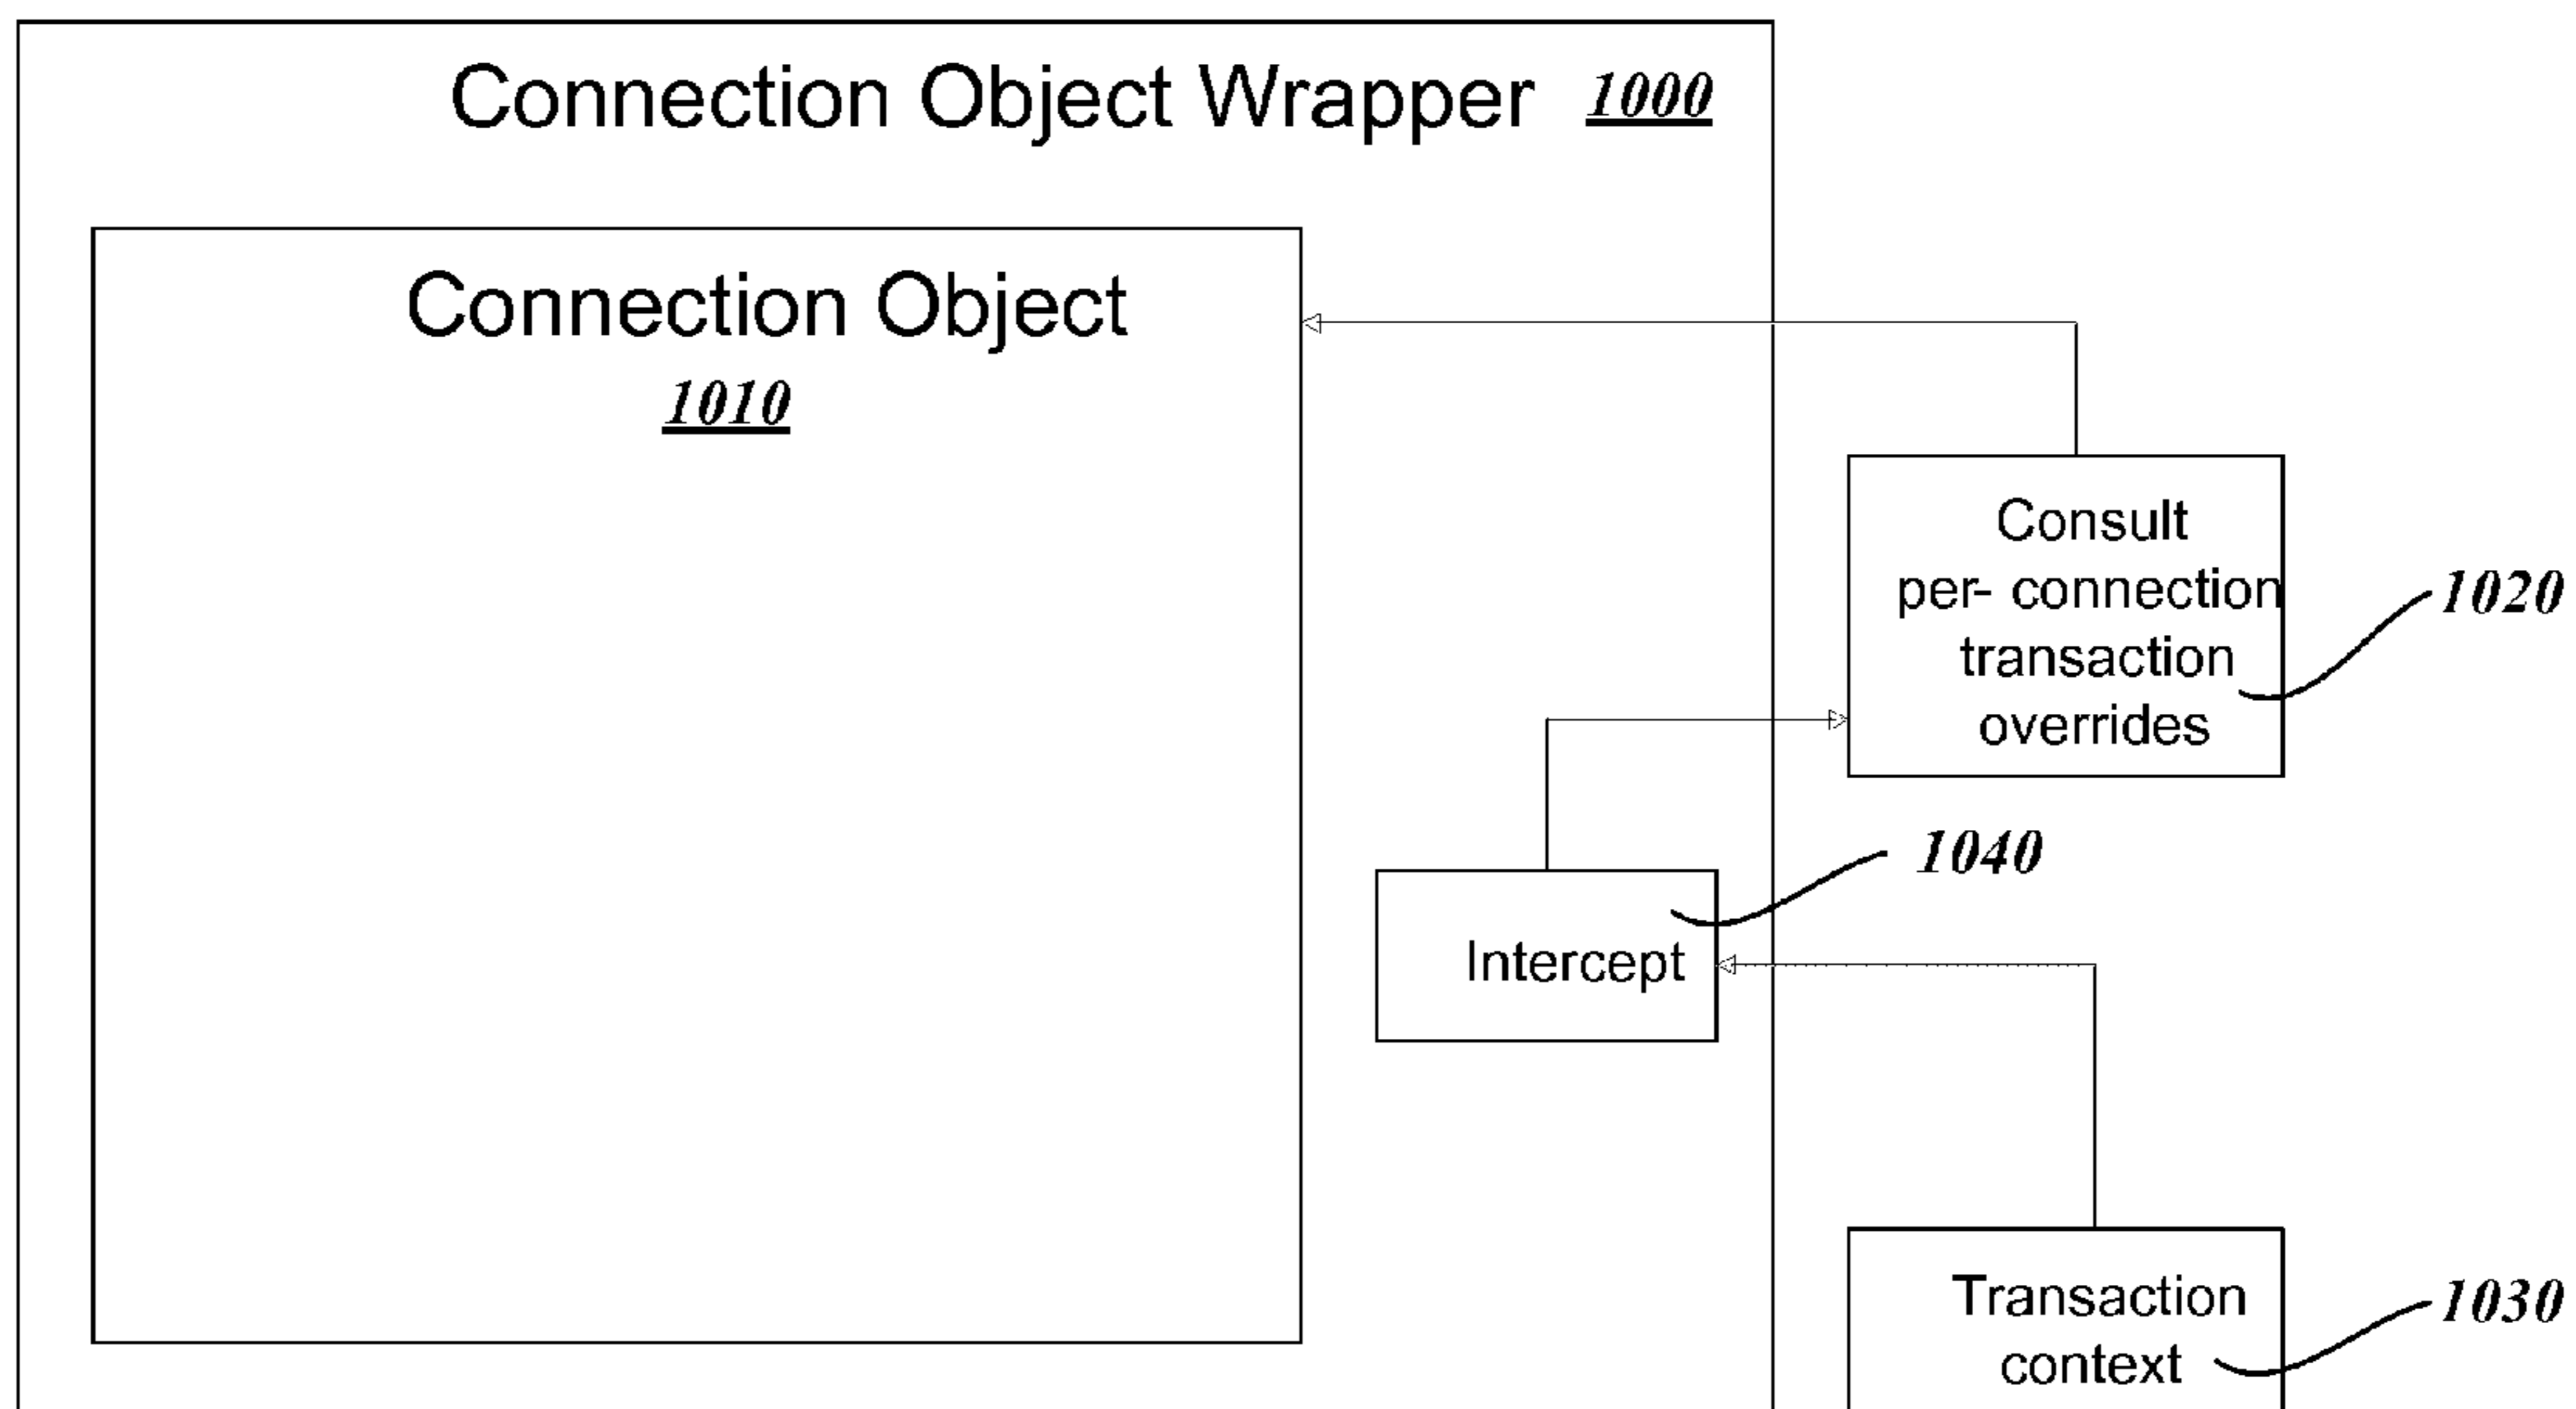 Connection Object Wrapper 1000
Connection Object
1010
Consult
per- connection
transaction
overrides
1020
1040
Intercept
Transaction
context
1030